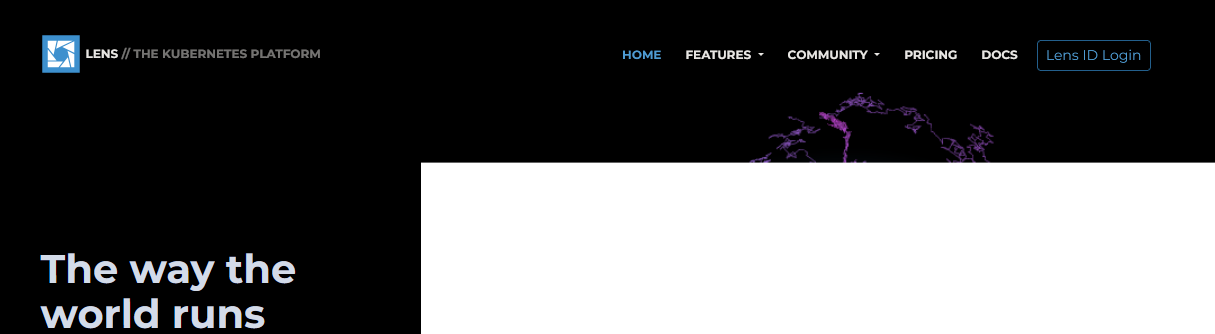 LENS // THE KUBERNETES PLATFORM
HOME FEATURES COMMUNITY PRICING DOCS Lens ID Login
The way the
world runs